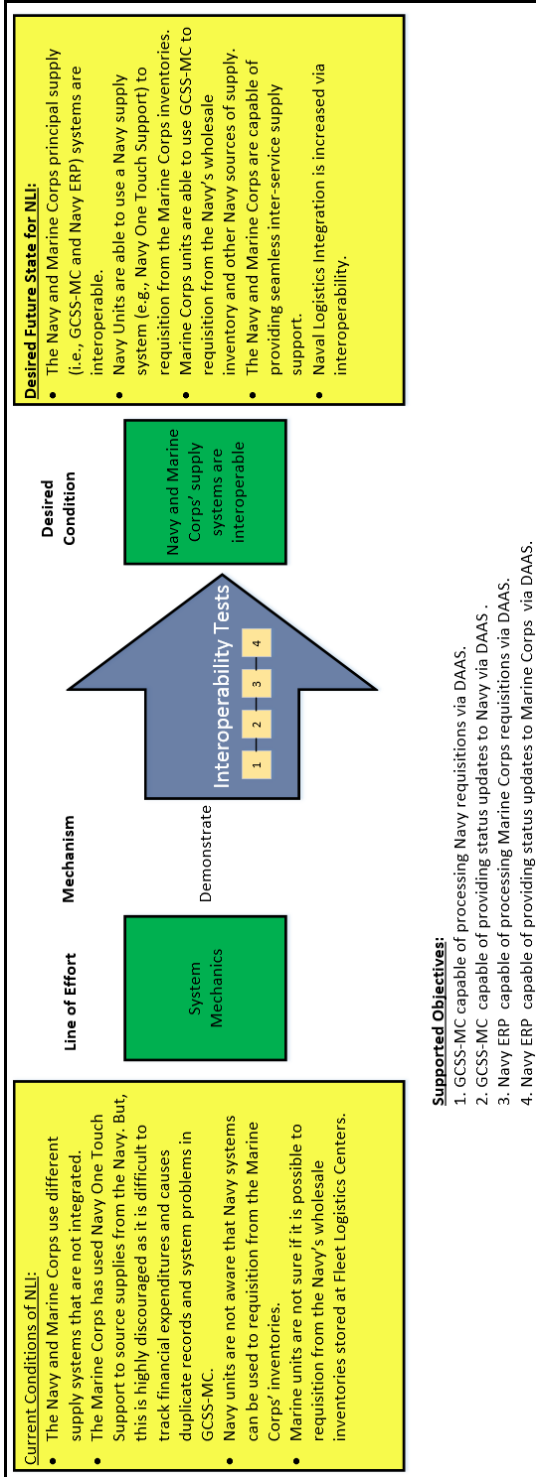 Current Conditions of NLI:
• The Navy and Marine Corps use different
supply systems that are not integrated.
• The Marine Corps has used Navy One Touch
Support to source supplies from the Navy. But,
this is highly discouraged as it is difficult to
track financial expenditures and causes
duplicate records and system problems in
GCSS-MC.
• Navy units are not aware that Navy systems
can be used to requisition from the Marine
Corps' inventories.
• Marine units are not sure if it is possible to
requisition from the Navy's wholesale
inventories stored at Fleet Logistics Centers.
Line of Effort
System
Mechanics
Mechanism
Demonstrate
Interoperability Tests
1
2
3
4
Desired
Condition
Navy and Marine
Corps' supply
systems are
interoperable
Desired Future State for NLI:
• The Navy and Marine Corps principal supply
(i.e., GCSS-MC and Navy ERP) systems are
interoperable.
• Navy Units are able to use a Navy supply
system (e.g., Navy One Touch Support) to
requisition from the Marine Corps inventories.
• Marine Corps units are able to use GCSS-MC to
requisition from the Navy's wholesale
inventory and other Navy sources of supply.
• The Navy and Marine Corps are capable of
providing seamless inter-service supply
support.
• Naval Logistics Integration is increased via
interoperability.
Supported Objectives:
1. GCSS-MC capable of processing Navy requisitions via DAAS.
2. GCSS-MC capable of providing status updates to Navy via DAAS .
3. Navy ERP capable of processing Marine Corps requisitions via DAAS.
4. Navy ERP capable of providing status updates to Marine Corps via DAAS.